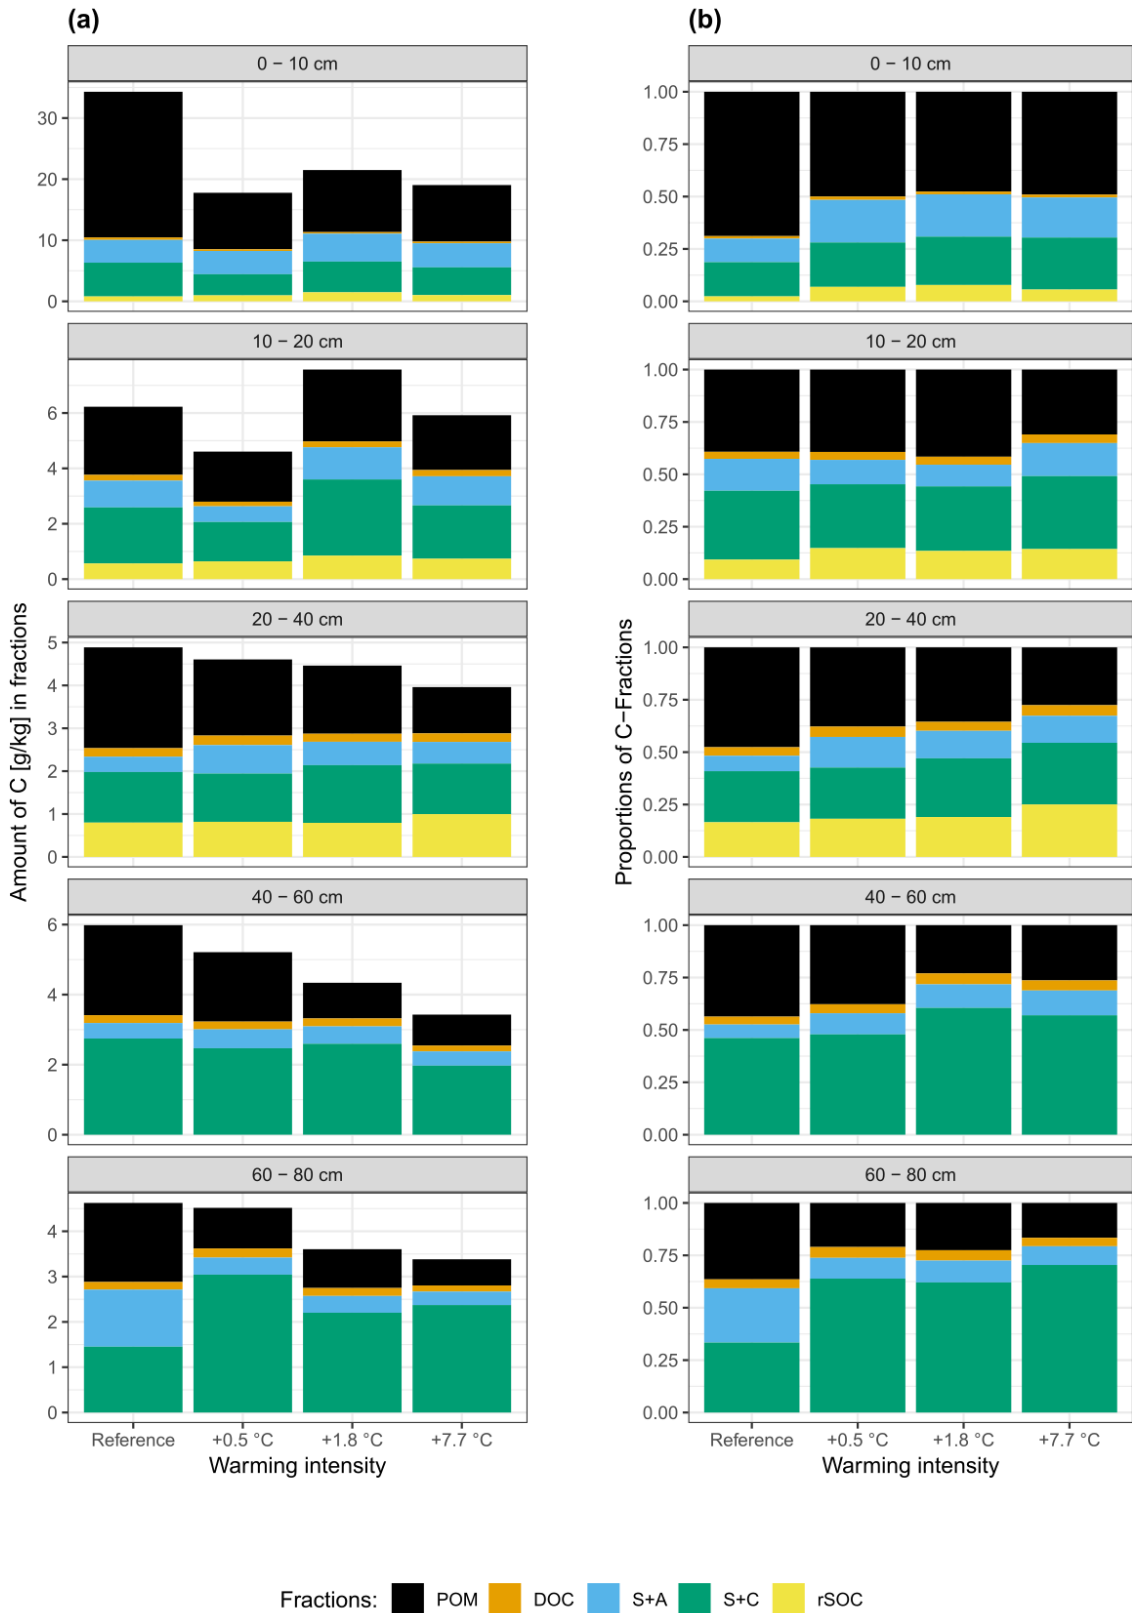 (a)
0 − 10 cm
30
20
10
0
10 − 20 cm
6
4
2
0
20 − 40 cm
5
4
3
2
1
0
40 − 60 cm
6
4
2
0
60 − 80 cm
4
3
2
1
0
Reference +0.5 °C +1.8 °C +7.7 °C
Warming intensity
Amount of C [g/kg] in fractions
(b)
0 − 10 cm
1.00
0.75
0.50
0.25
0.00
10 − 20 cm
1.00
0.75
0.50
0.25
0.00
20 − 40 cm
1.00
0.75
0.50
0.25
0.00
40 − 60 cm
1.00
0.75
0.50
0.25
0.00
60 − 80 cm
1.00
0.75
0.50
0.25
0.00
Reference +0.5 °C +1.8 °C +7.7 °C
Warming intensity
Proportions of C−Fractions
Fractions: POM DOC S+A S+C rSOC